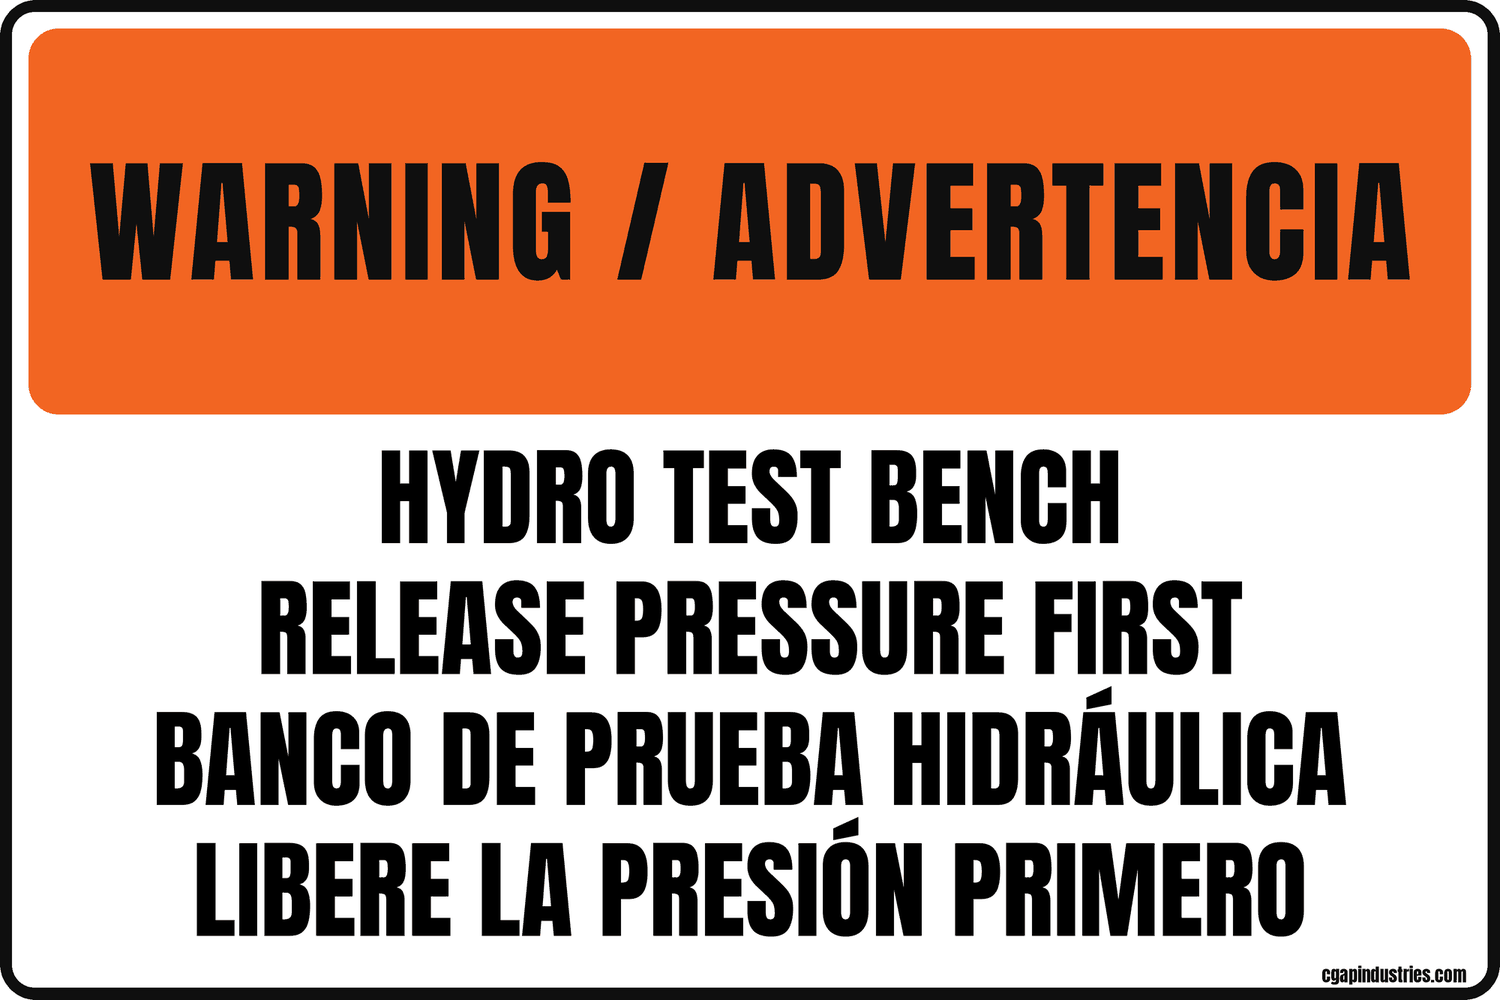 WARNING / ADVERTENCIA
HYDRO TEST BENCH
RELEASE PRESSURE FIRST
BANCO DE PRUEBA HIDRÁULICA
LIBERE LA PRESIÓN PRIMERO
cgapindustries.com